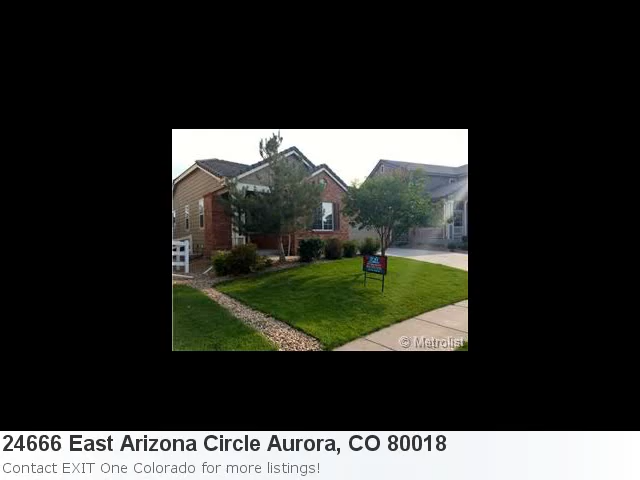 © Metrolist
24666 East Arizona Circle Aurora, CO 80018
Contact EXIT One Colorado for more listings!